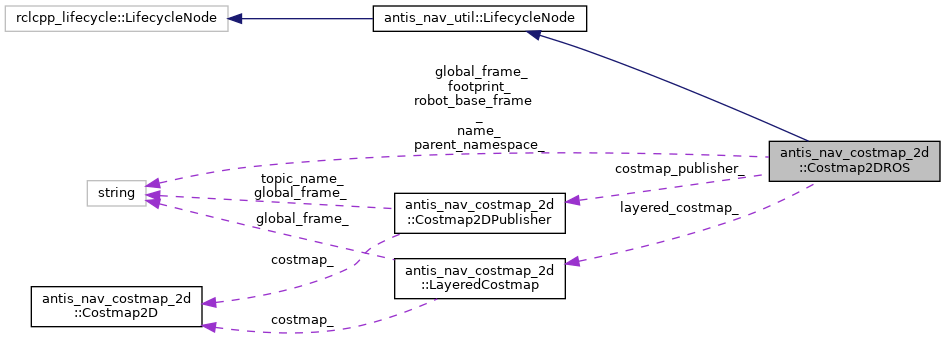 rclcpp_lifecycle::LifecycleNode
antis_nav_util::LifecycleNode
global_frame_
footprint_
robot_base_frame
_
name_
parent_namespace_
antis_nav_costmap_2d
::Costmap2DROS
costmap_publisher_
string
topic_name_
global_frame_
antis_nav_costmap_2d
::Costmap2DPublisher
layered_costmap_
global_frame_
costmap_
antis_nav_costmap_2d
::LayeredCostmap
antis_nav_costmap_2d
::Costmap2D
costmap_